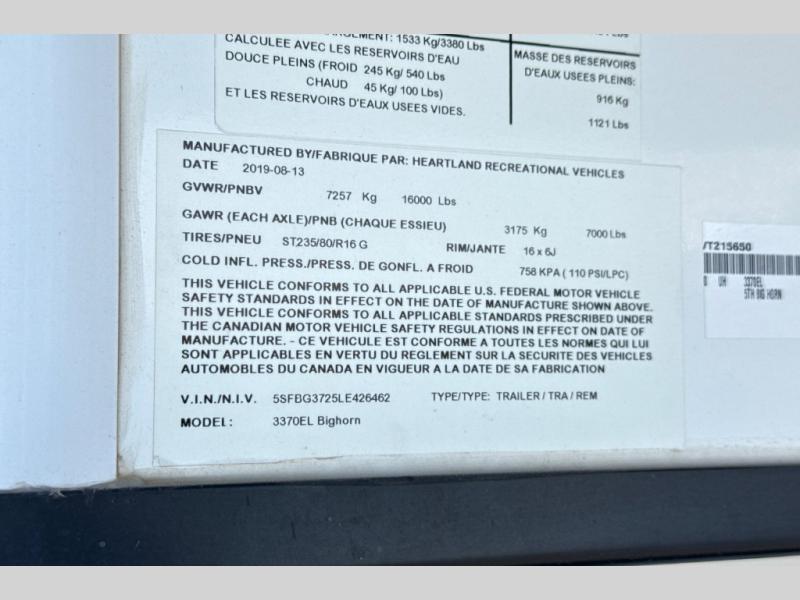 1533 Kg/3380 Lbs
CALCULEE AVEC LES RESERVOIRS D'EAU
DOUCE PLEINS (FROID 245 Kg/ 540 Lbs
CHAUD 45 Kg/ 100 Lbs)
ET LES RESERVOIRS D'EAUX USEES VIDES.
MASSE DES RESERVOIRS
D'EAUX USEES PLEINS:
916 Kg
1121 Lbs
MANUFACTURED BY/FABRIQUE PAR: HEARTLAND RECREATIONAL VEHICLES
DATE 2019-08-13
GVWR/PNBV 7257 Kg 16000 Lbs
GAWR (EACH AXLE)/PNB (CHAQUE ESSIEU) 3175 Kg 7000 Lbs
TIRES/PNEU ST235/80/R16 G RIM/JANTE 16 x 6J
COLD INFL. PRESS./PRESS. DE GONFL. A FROID 758 KPA ( 110 PSI/LPC)
THIS VEHICLE CONFORMS TO ALL APPLICABLE U.S. FEDERAL MOTOR VEHICLE
SAFETY STANDARDS IN EFFECT ON THE DATE OF MANUFACTURE SHOWN ABOVE.
THIS VEHICLE CONFORMS TO ALL APPLICABLE STANDARDS PRESCRIBED UNDER
THE CANADIAN MOTOR VEHICLE SAFETY REGULATIONS IN EFFECT ON DATE OF
MANUFACTURE. - CE VEHICULE EST CONFORME A TOUTES LES NORMES QUI LUI
SONT APPLICABLES EN VERTU DU REGLEMENT SUR LA SECURITE DES VEHICLES
AUTOMOBILES DU CANADA EN VIGUEUR A LA DATE DE SA FABRICATION
V.I.N./N.I.V. 5SFBG3725LE426462 TYPE/TYPE: TRAILER / TRA / REM
MODEL: 3370EL Bighorn
/T215650
3370EL
5TH BIG HORN